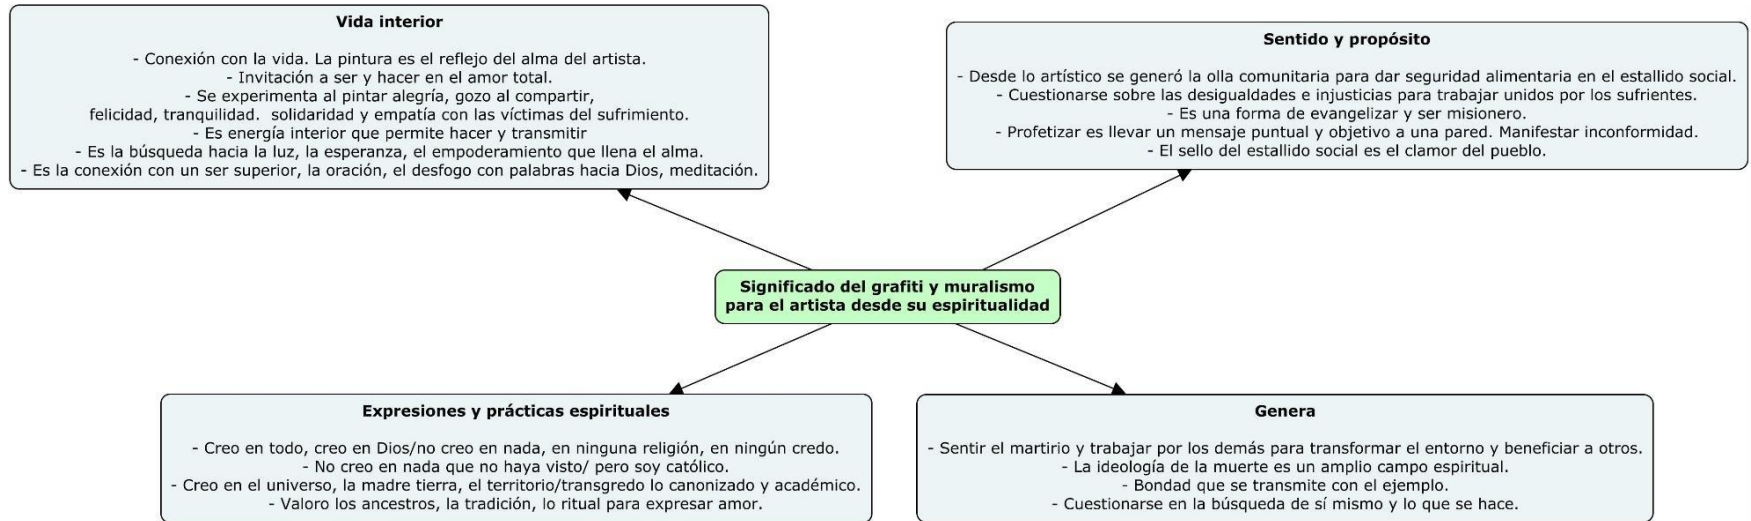 Vida interior
- Conexión con la vida. La pintura es el reflejo del alma del artista.
- Invitación a ser y hacer en el amor total.
- Se experimenta al pintar alegría, gozo al compartir,
felicidad, tranquilidad.  solidaridad y empatía con las víctimas del sufrimiento.
- Es energía interior que permite hacer y transmitir
- Es la búsqueda hacia la luz, la esperanza, el empoderamiento que llena el alma.
- Es la conexión con un ser superior, la oración, el desfogo con palabras hacia Dios, meditación.
Sentido y propósito
- Desde lo artístico se generó la olla comunitaria para dar seguridad alimentaria en el estallido social.
- Cuestionarse sobre las desigualdades e injusticias para trabajar unidos por los sufrientes.
- Es una forma de evangelizar y ser misionero.
- Profetizar es llevar un mensaje puntual y objetivo a una pared. Manifestar inconformidad.
- El sello del estallido social es el clamor del pueblo.
Significado del grafiti y muralismo
para el artista desde su espiritualidad
Expresiones y prácticas espirituales
- Creo en todo, creo en Dios/no creo en nada, en ninguna religión, en ningún credo.
- No creo en nada que no haya visto/ pero soy católico.
- Creo en el universo, la madre tierra, el territorio/transgredo lo canonizado y académico.
- Valoro los ancestros, la tradición, lo ritual para expresar amor.
Genera
- Sentir el martirio y trabajar por los demás para transformar el entorno y beneficiar a otros.
- La ideología de la muerte es un amplio campo espiritual.
- Bondad que se transmite con el ejemplo.
- Cuestionarse en la búsqueda de sí mismo y lo que se hace.